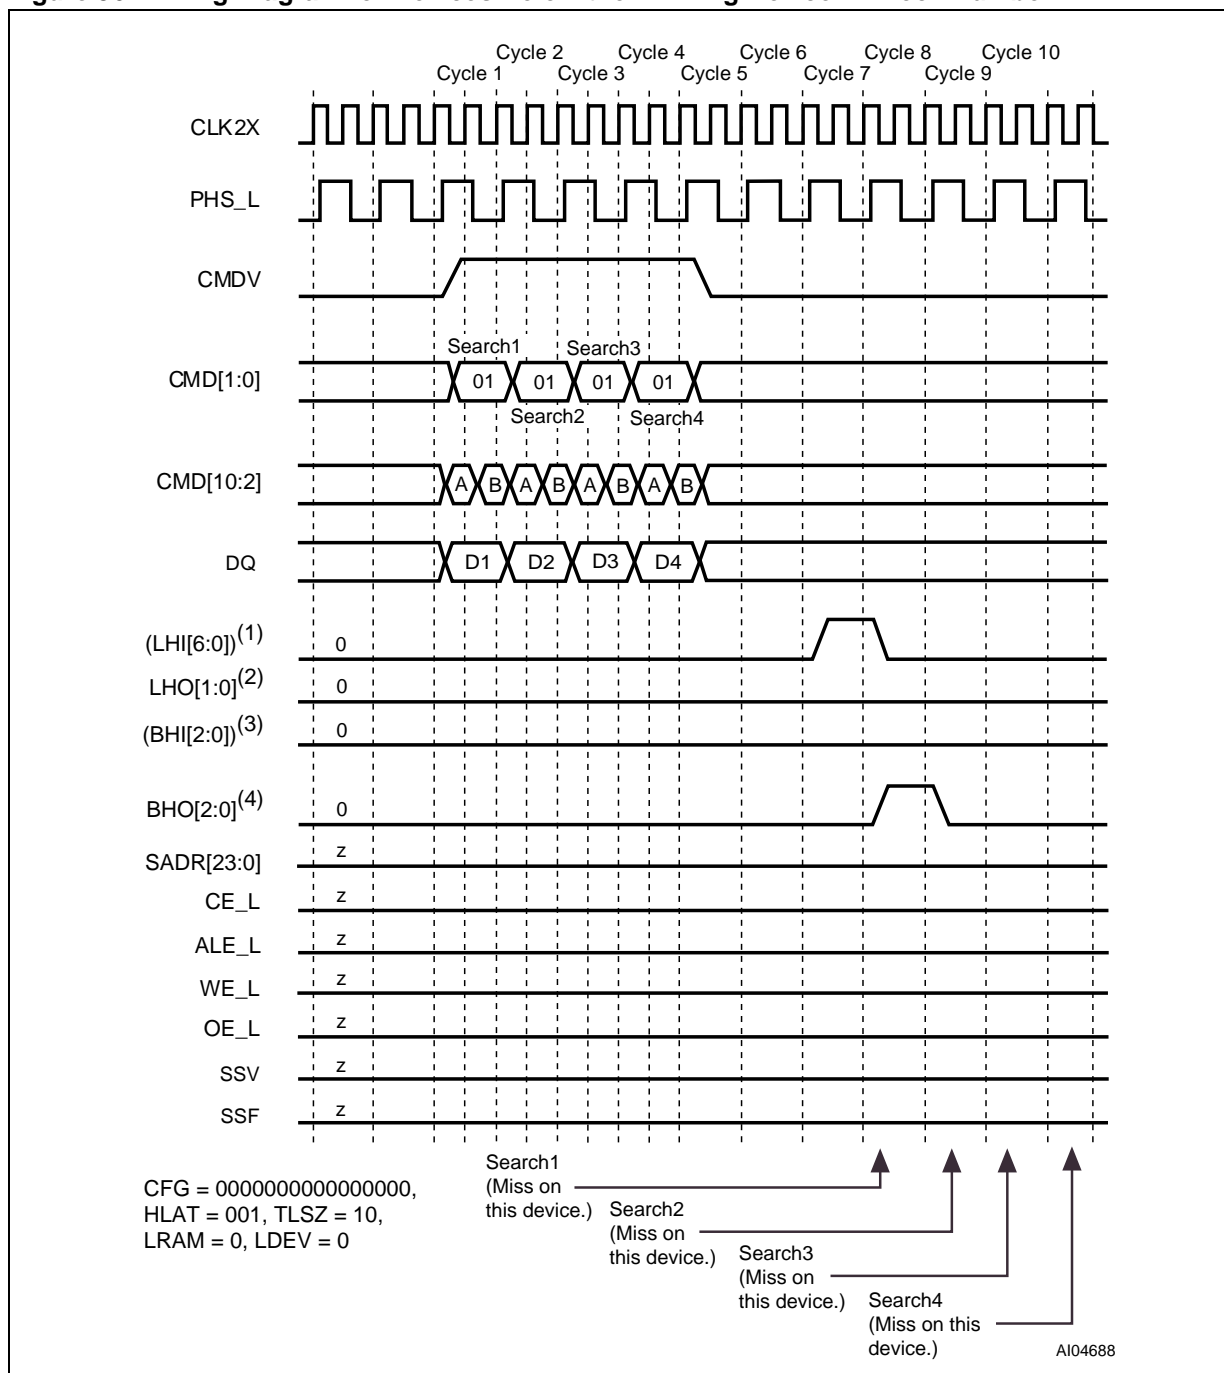 Cycle 2 Cycle 4 Cycle 6 Cycle 8 Cycle 10
Cycle 1 Cycle 3 Cycle 5 Cycle 7 Cycle 9
CLK2X
PHS_L
CMDV
Search1 Search3
CMD[1:0] 01 01 01 01
Search2 Search4
CMD[10:2] A B A B A B A B
DQ D1 D2 D3 D4
(LHI[6:0])(1) 0
LHO[1:0](2) 0
(BHI[2:0])(3) 0
BHO[2:0](4) 0
SADR[23:0] z
CE_L z
ALE_L z
WE_L z
OE_L z
SSV z
SSF z
CFG = 0000000000000000,
HLAT = 001, TLSZ = 10,
LRAM = 0, LDEV = 0
Search1
(Miss on
this device.)
Search2
(Miss on
this device.)
Search3
(Miss on
this device.)
Search4
(Miss on this
device.)
AI04688